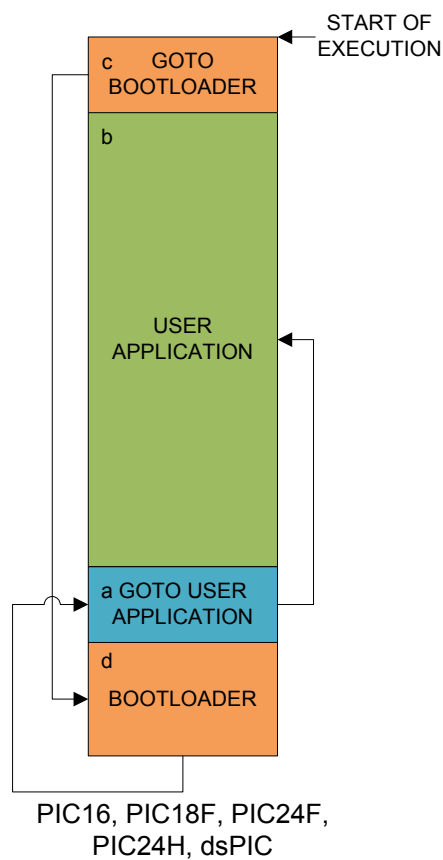 START OF
EXECUTION
c GOTO
BOOTLOADER
b
USER
APPLICATION
a GOTO USER
APPLICATION
d
BOOTLOADER
PIC16, PIC18F, PIC24F,
PIC24H, dsPIC